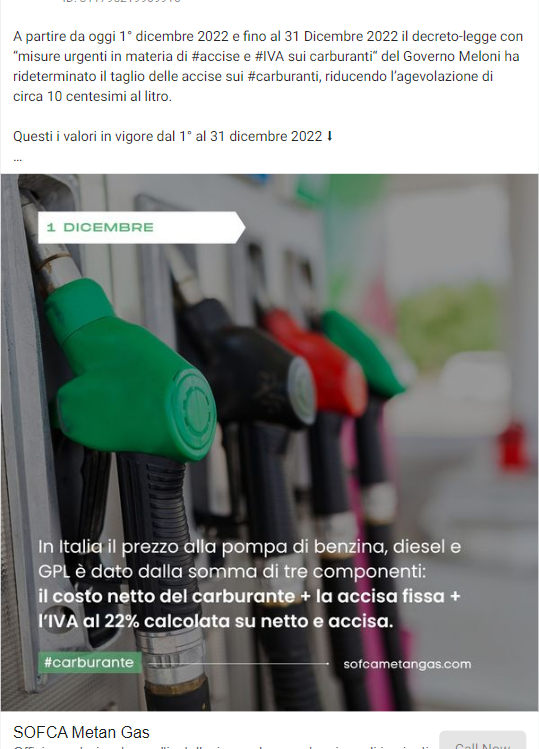 A partire da oggi 1° dicembre 2022 e fino al 31 Dicembre 2022 il decreto-legge con
“misure urgenti in materia di #accise e #IVA sui carburanti” del Governo Meloni ha
rideterminato il taglio delle accise sui #carburanti, riducendo l’agevolazione di
circa 10 centesimi al litro.
Questi i valori in vigore dal 1° al 31 dicembre 2022 ⬇
...
1 DICEMBRE
In Italia il prezzo alla pompa di benzina, diesel e
GPL è dato dalla somma di tre componenti:
il costo netto del carburante + la accisa fissa +
l’IVA al 22% calcolata su netto e accisa.
#carburante
sofcametangas.com
SOFCA Metan Gas
Call Now